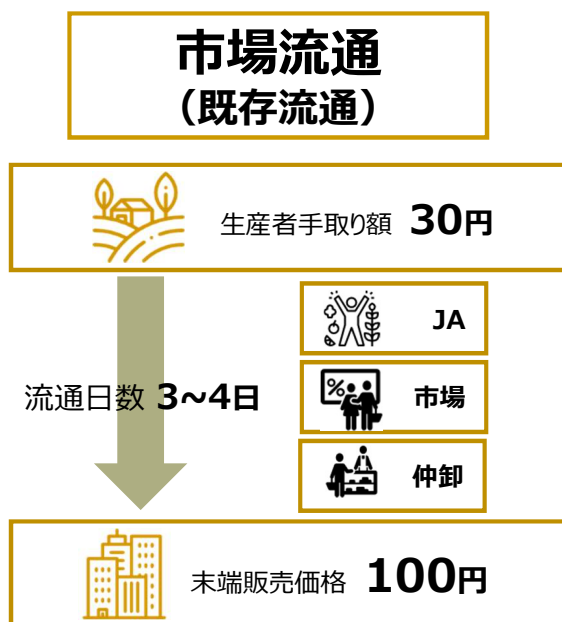 市場流通
（既存流通）
生産者手取り額 30円
JA
流通日数 3~4日
%
市場
仲卸
末端販売価格 100円